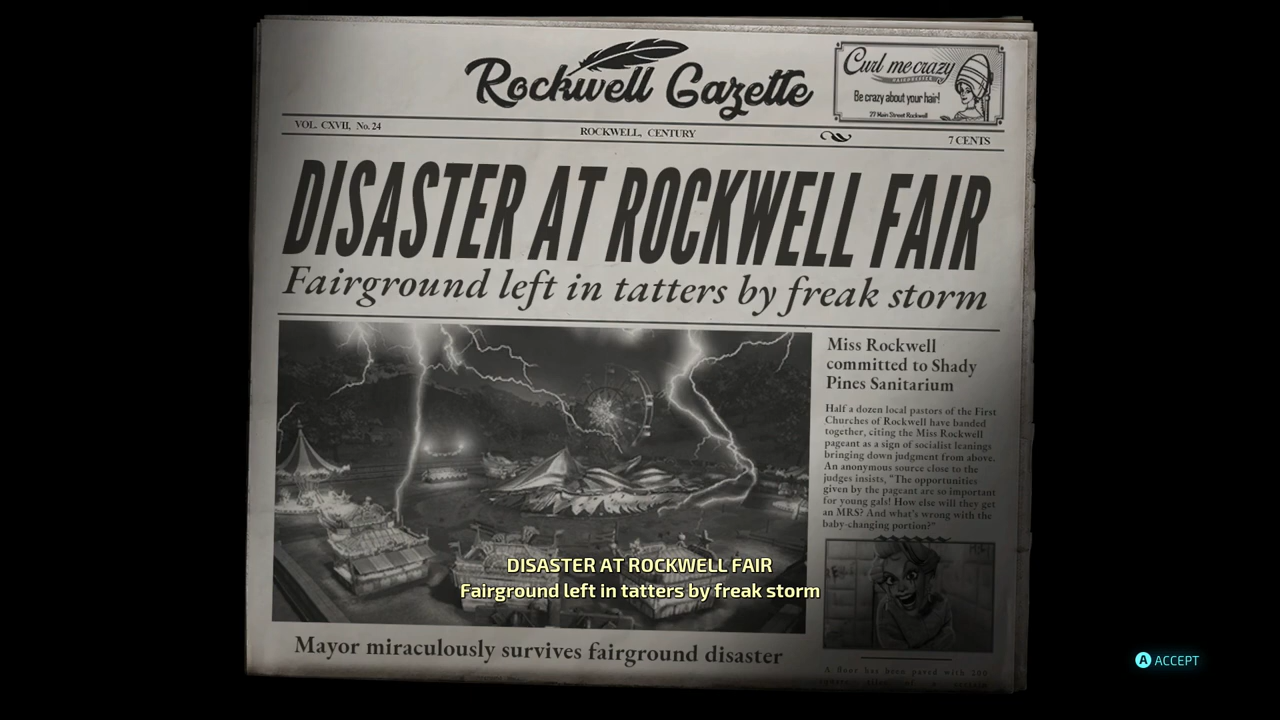 Rockwell Gazette
Curl me crazy
Be crazy about your hair!
27 Main Street Rockwell
VOL. CXVII, No. 24
ROCKWELL, CENTURY
7 CENTS
DISASTER AT ROCKWELL FAIR
Fairground left in tatters by freak storm
Miss Rockwell
committed to Shady
Pines Sanitarium
Half a dozen local pastors of the First
Churches of Rockwell have banded
together, citing the Miss Rockwell
pageant as a sign of socialist leanings
bringing down judgment from above.
An anonymous source close to the
judges insists, "The opportunities
given by the pageant are so important
for young gals! How else will they get
an MRS? And what's wrong with the
baby-changing portion?"
DISASTER AT ROCKWELL FAIR
Fairground left in tatters by freak storm
Mayor miraculously survives fairground disaster
A floor has been paved with 100
A ACCEPT